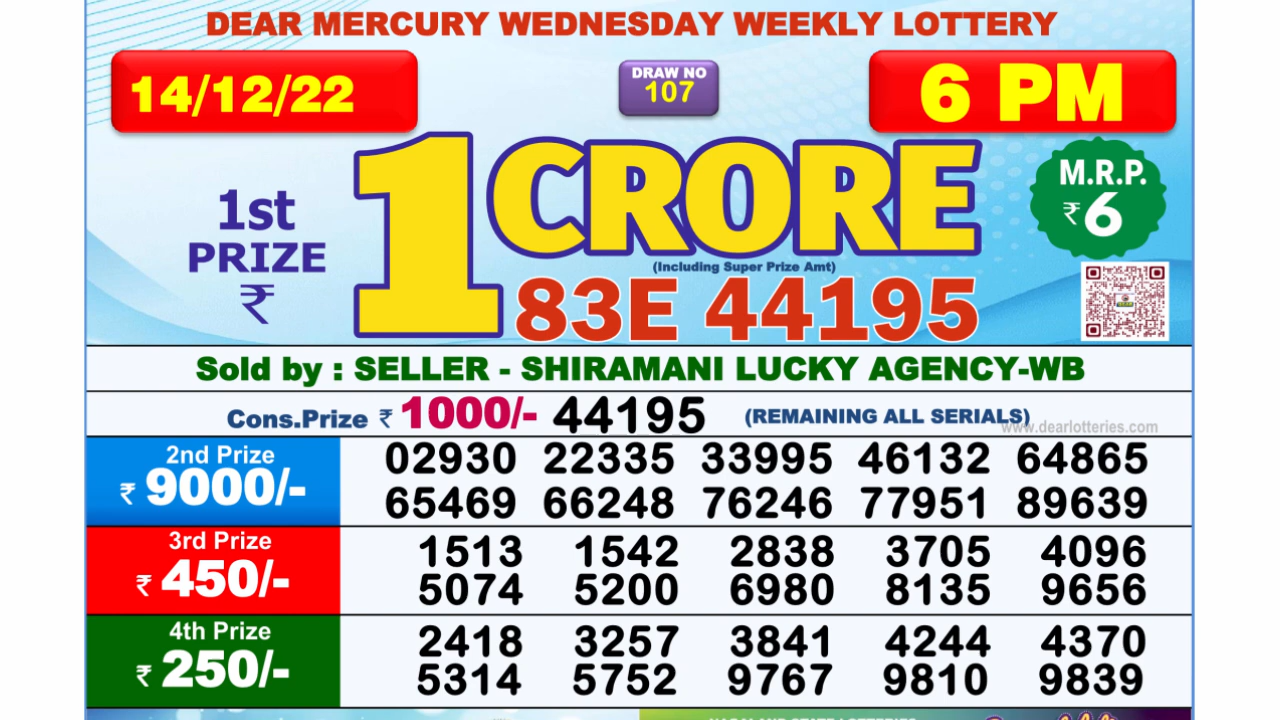 DEAR MERCURY WEDNESDAY WEEKLY LOTTERY
14/12/22
DRAW NO
107
6 PM
1st
PRIZE
₹
1 CRORE
(Including Super Prize Amt)
83E 44195
M.R.P.
₹6
Sold by : SELLER - SHIRAMANI LUCKY AGENCY-WB
Cons.Prize ₹ 1000/- 44195 (REMAINING ALL SERIALS)
www.dearlotteries.com
2nd Prize
₹ 9000/-
02930 22335 33995 46132 64865
65469 66248 76246 77951 89639
3rd Prize
₹ 450/-
1513 1542 2838 3705 4096
5074 5200 6980 8135 9656
4th Prize
₹ 250/-
2418 3257 3841 4244 4370
5314 5752 9767 9810 9839